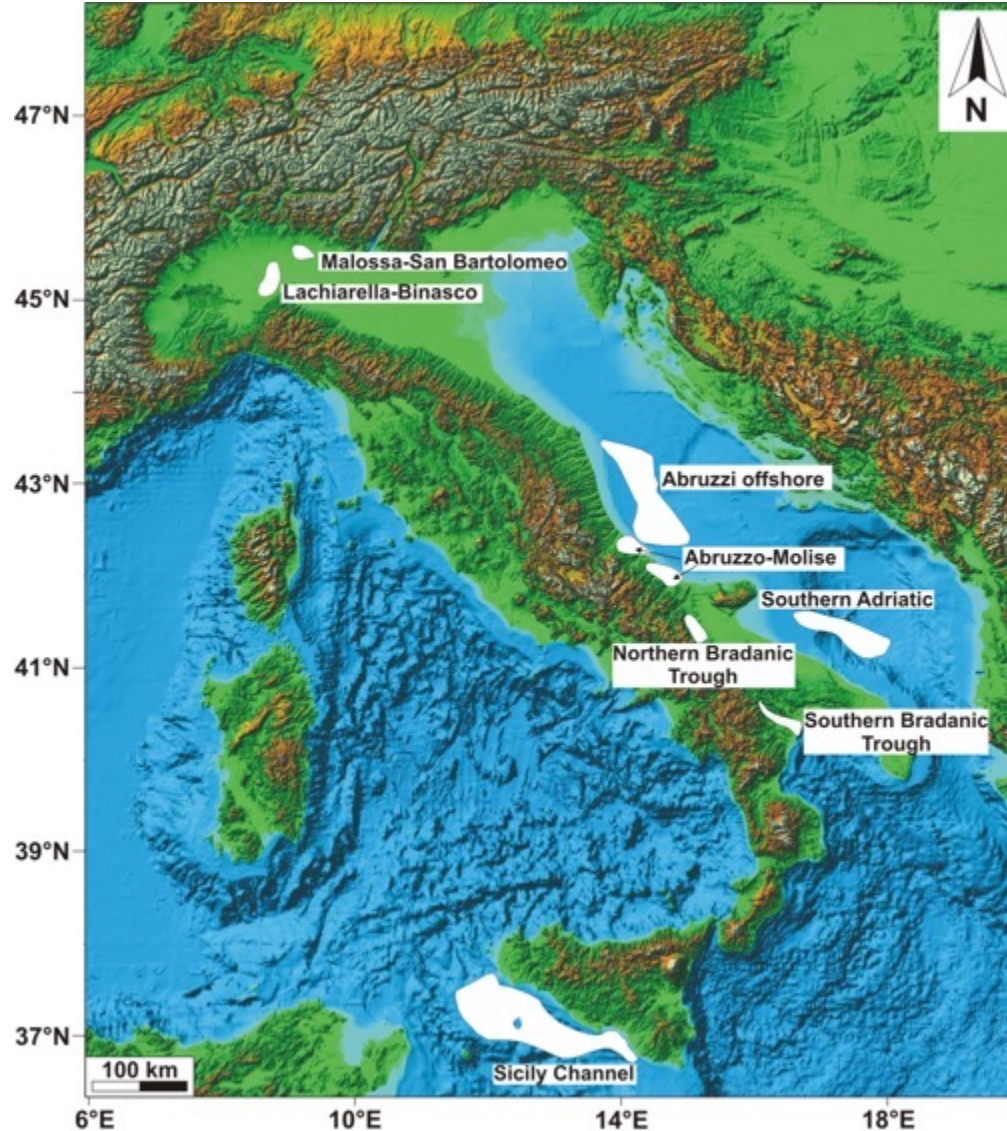 N
47°N
Malossa-San Bartolomeo
Lachiarella-Binasco
45°N
43°N
Abruzzi offshore
Abruzzo-Molise
Southern Adriatic
41°N
Northern Bradanic
Trough
Southern Bradanic
Trough
39°N
37°N
Sicily Channel
100 km
6°E
10°E
14°E
18°E